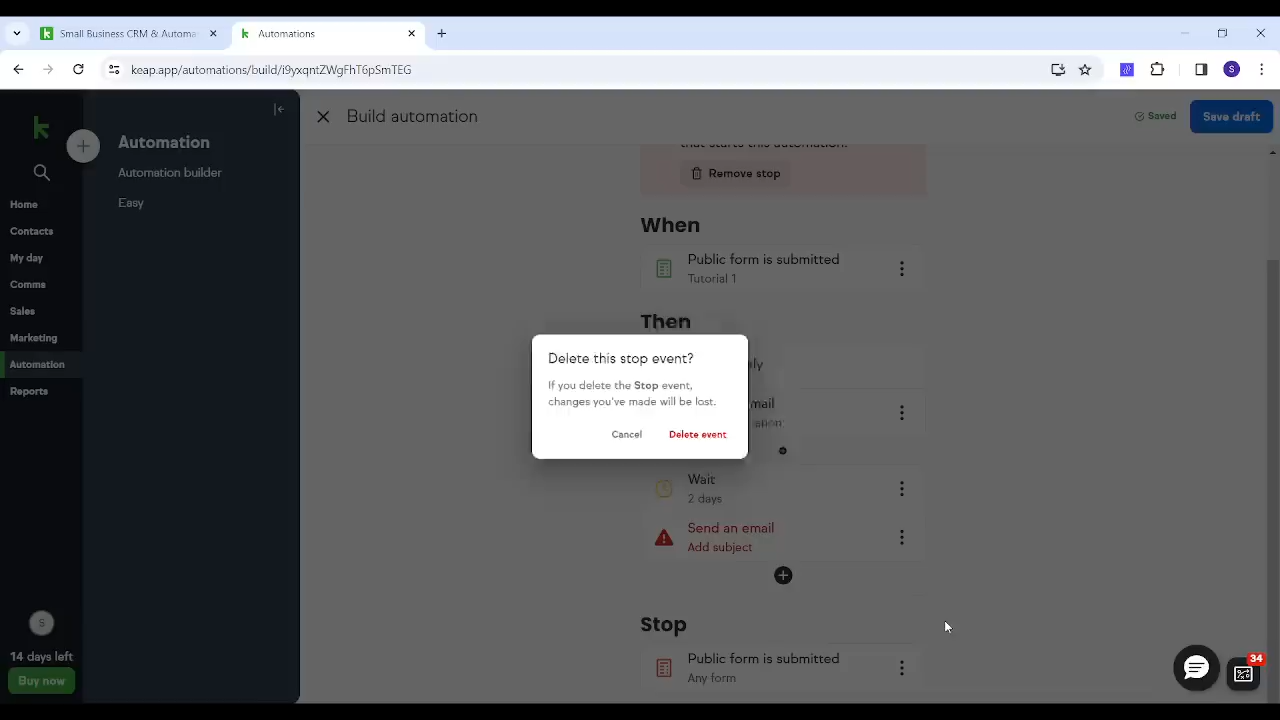 Small Business CRM & Automa
Automations
keap.app/automations/build/i9yxqntZWgFhT6pSmTEG
S
Automation
Automation builder
Easy
Home
Contacts
My day
Comms
Sales
Marketing
Automation
Reports
S
14 days left
Buy now
Build automation
Saved
Save draft
that starts this automation.
Remove stop
When
Public form is submitted
Tutorial 1
Then
Delete this stop event?
If you delete the Stop event,
changes you've made will be lost.
Cancel
Delete event
Wait
2 days
Send an email
Add subject
Stop
Public form is submitted
Any form
34